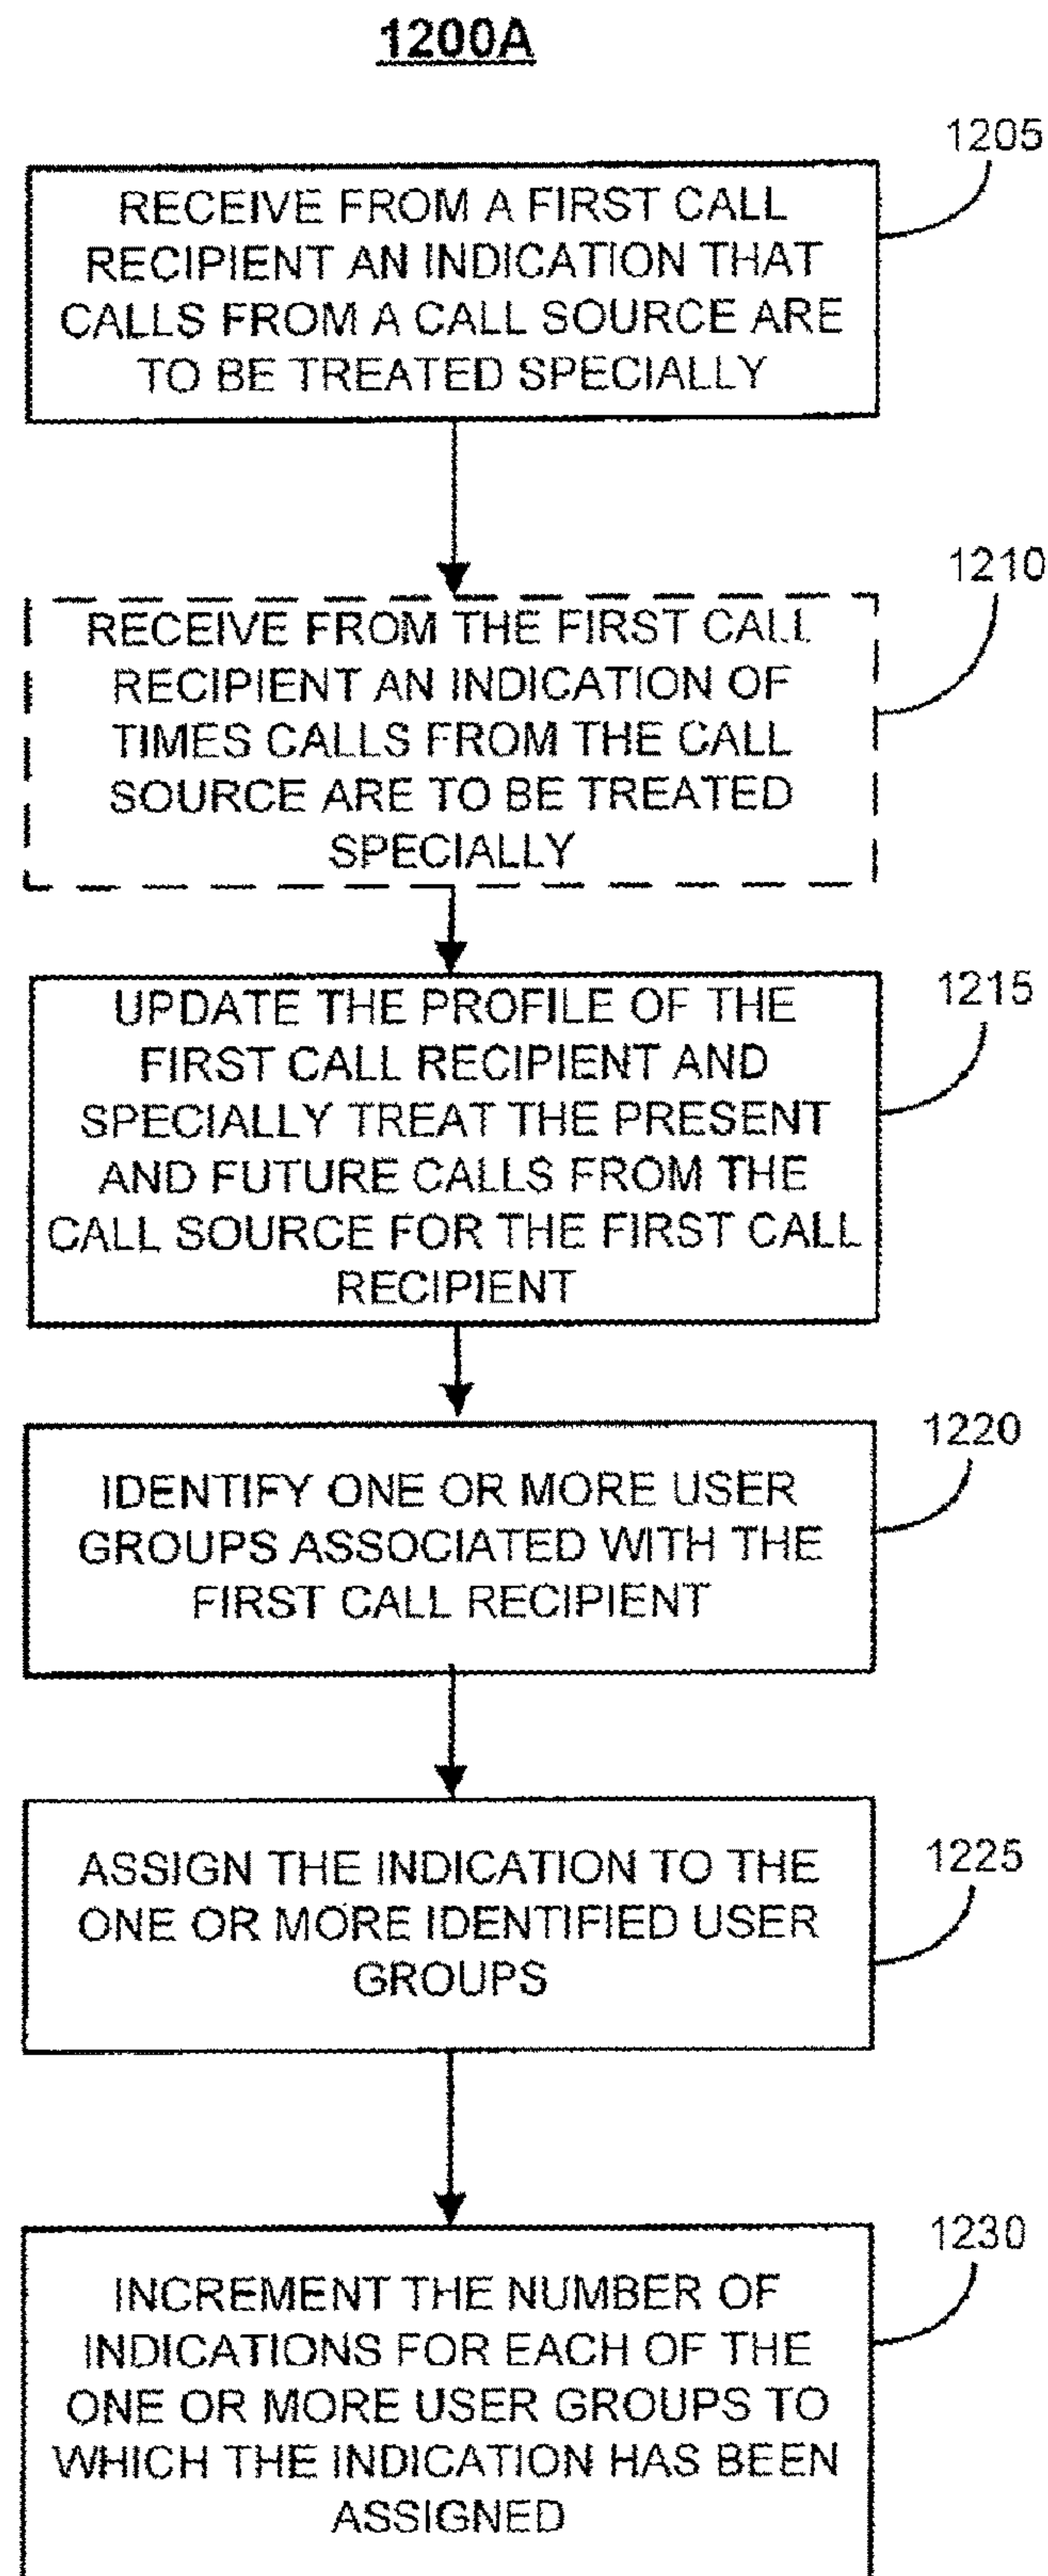 1200A
1205
RECEIVE FROM A FIRST CALL
RECIPIENT AN INDICATION THAT
CALLS FROM A CALL SOURCE ARE
TO BE TREATED SPECIALLY
1210
RECEIVE FROM THE FIRST CALL
RECIPIENT AN INDICATION OF
TIMES CALLS FROM THE CALL
SOURCE ARE TO BE TREATED
SPECIALLY
1215
UPDATE THE PROFILE OF THE
FIRST CALL RECIPIENT AND
SPECIALLY TREAT THE PRESENT
AND FUTURE CALLS FROM THE
CALL SOURCE FOR THE FIRST CALL
RECIPIENT
1220
IDENTIFY ONE OR MORE USER
GROUPS ASSOCIATED WITH THE
FIRST CALL RECIPIENT
1225
ASSIGN THE INDICATION TO THE
ONE OR MORE IDENTIFIED USER
GROUPS
1230
INCREMENT THE NUMBER OF
INDICATIONS FOR EACH OF THE
ONE OR MORE USER GROUPS TO
WHICH THE INDICATION HAS BEEN
ASSIGNED